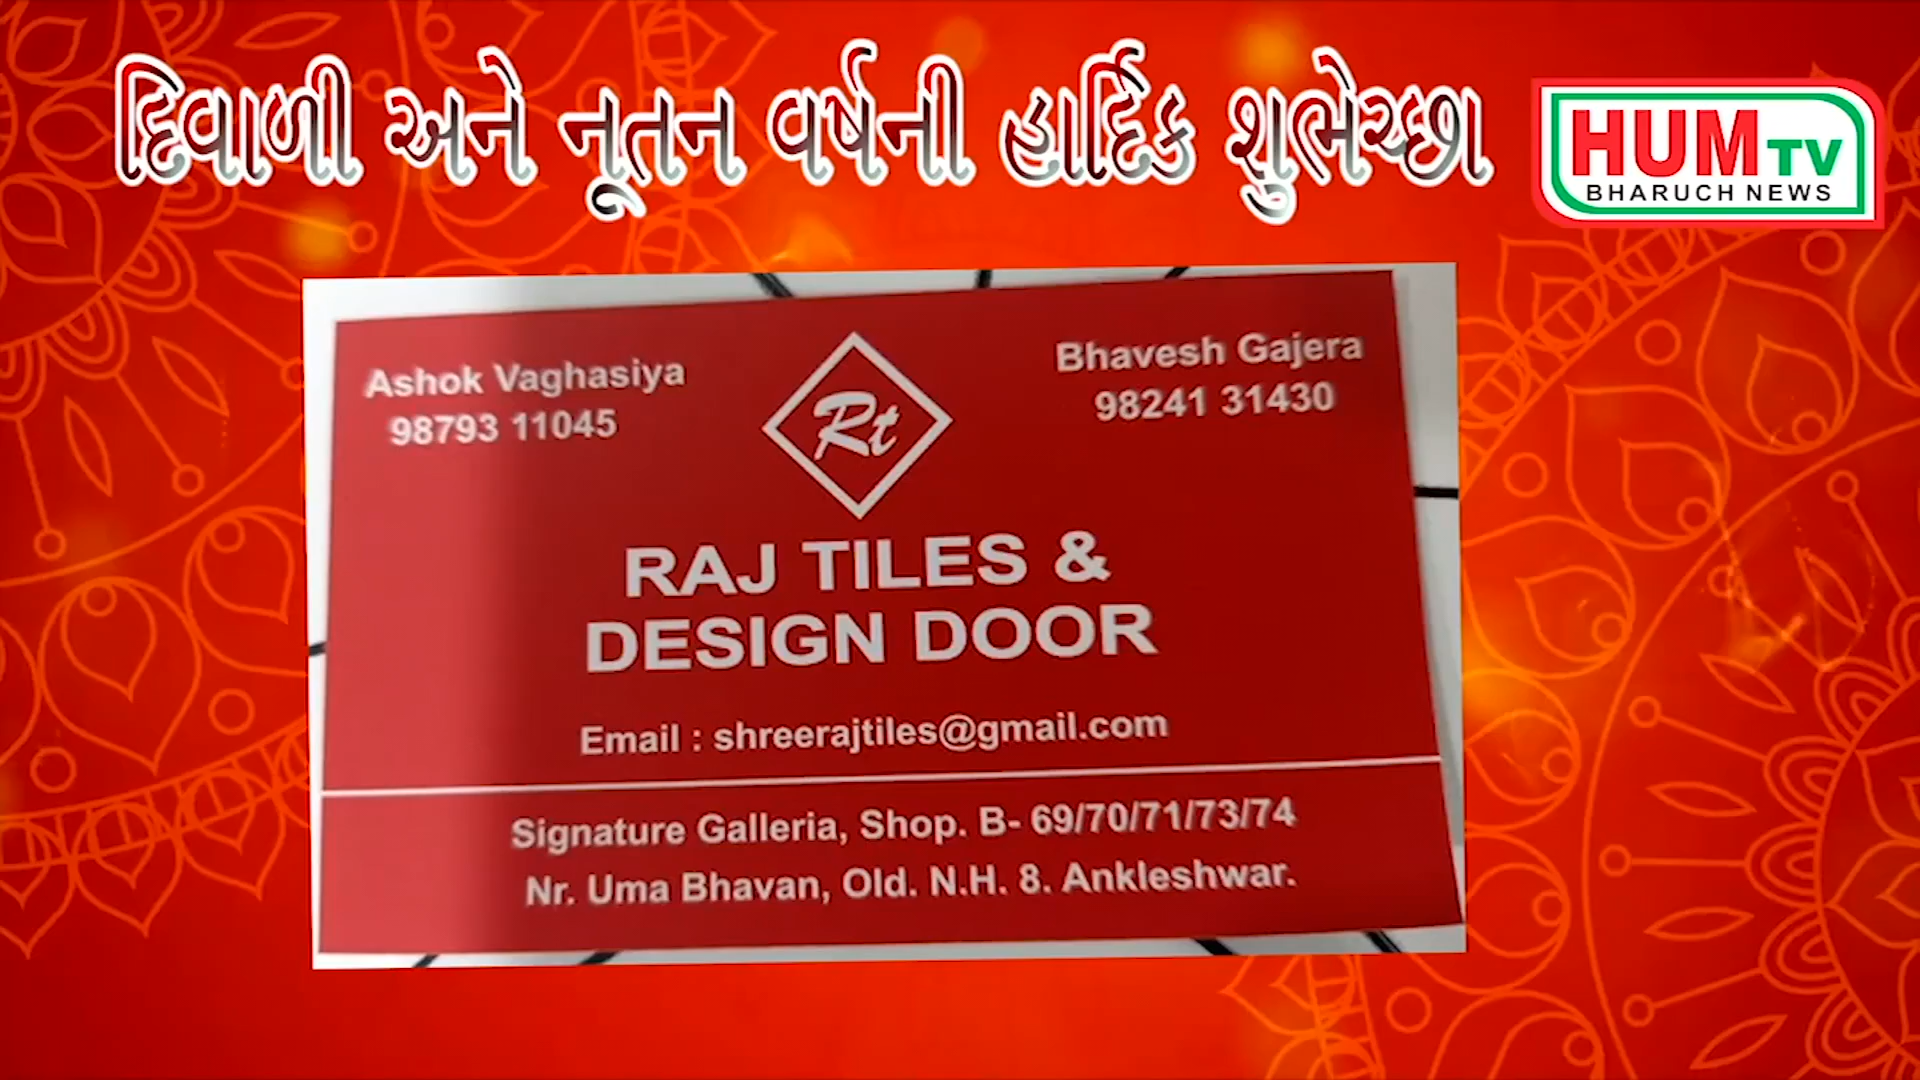 દિવાળી અને નૂતન વર્ષની હાર્દિક શુભેચ્છા
HUM TV
BHARUCH NEWS
Ashok Vaghasiya
98793 11045
Rt
Bhavesh Gajera
98241 31430
RAJ TILES &
DESIGN DOOR
Email : shreerajtiles@gmail.com
Signature Galleria, Shop. B- 69/70/71/73/74
Nr. Uma Bhavan, Old. N.H. 8. Ankleshwar.